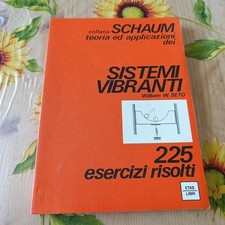 collana SCHAUM
teoria ed applicazioni
dei
SISTEMI
VIBRANTI
William W. SETO
225
esercizi risolti
ETAS
LIBRI